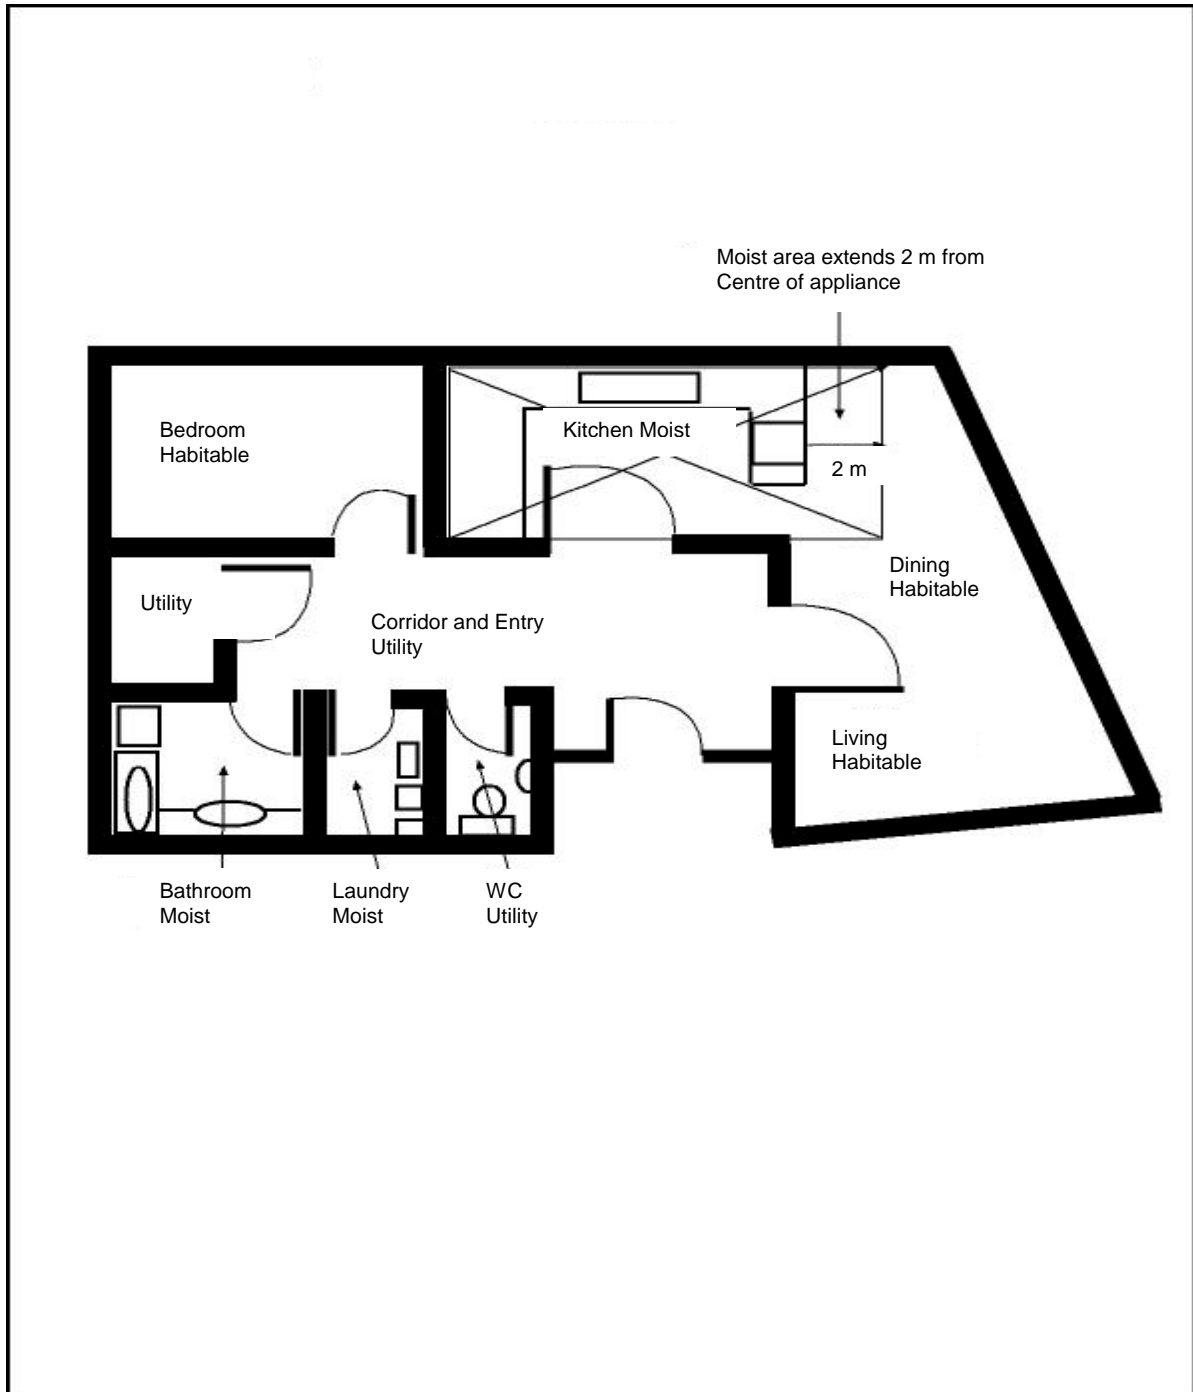 Moist area extends 2 m from
Centre of appliance
Bedroom
Habitable
Kitchen Moist
2 m
Dining
Habitable
Utility
Corridor and Entry
Utility
Living
Habitable
Bathroom
Moist
Laundry
Moist
WC
Utility